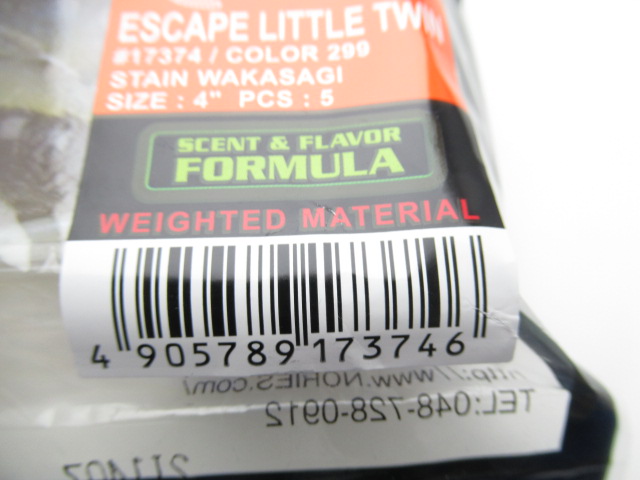 ESCAPE LITTLE TWIN
#17374 / COLOR 299
STAIN WAKASAGI
SIZE : 4" PCS : 5
SCENT & FLAVOR
FORMULA
WEIGHTED MATERIAL
4 905789 173746
http://www.NORIES.com/
TEL:048-728-0912